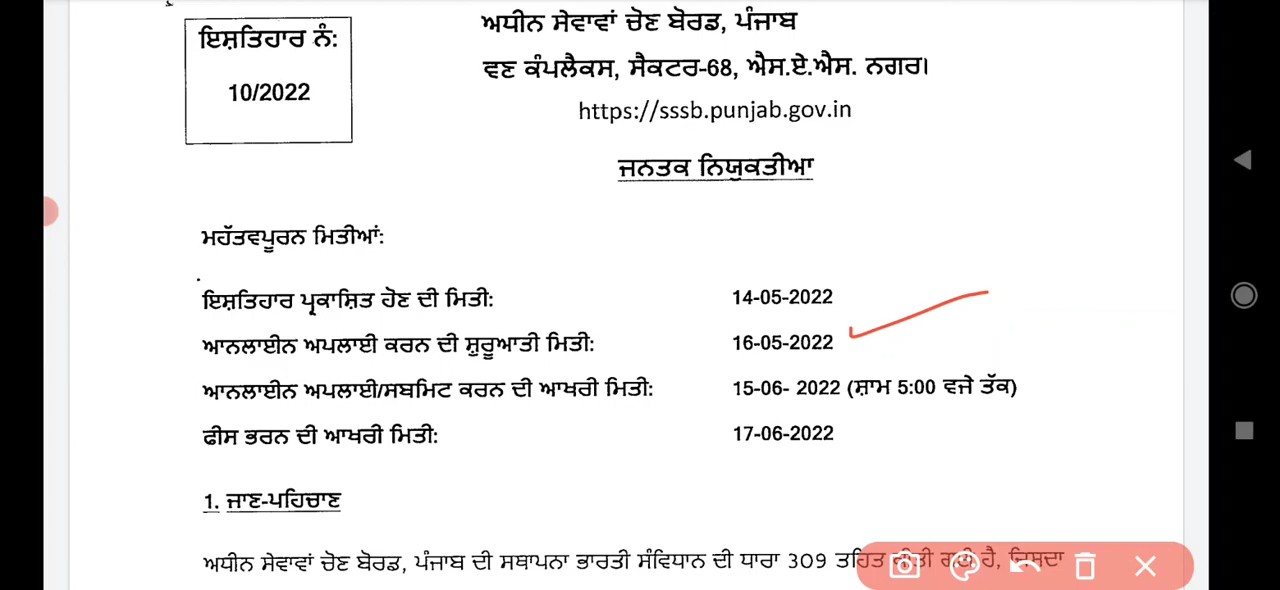 ਇਸ਼ਤਿਹਾਰ ਨੰ:
10/2022
ਅਧੀਨ ਸੇਵਾਵਾਂ ਚੋਣ ਬੋਰਡ, ਪੰਜਾਬ
ਵਣ ਕੰਪਲੈਕਸ, ਸੈਕਟਰ-68, ਐਸ.ਏ.ਐਸ. ਨਗਰ।
https://sssb.punjab.gov.in
ਜਨਤਕ ਨਿਯੁਕਤੀਆ
ਮਹੱਤਵਪੂਰਨ ਮਿਤੀਆਂ:
ਇਸ਼ਤਿਹਾਰ ਪ੍ਰਕਾਸ਼ਿਤ ਹੋਣ ਦੀ ਮਿਤੀ: 14-05-2022
ਆਨਲਾਈਨ ਅਪਲਾਈ ਕਰਨ ਦੀ ਸ਼ੁਰੂਆਤੀ ਮਿਤੀ: 16-05-2022
ਆਨਲਾਈਨ ਅਪਲਾਈ/ਸਬਮਿਟ ਕਰਨ ਦੀ ਆਖਰੀ ਮਿਤੀ: 15-06- 2022 (ਸ਼ਾਮ 5:00 ਵਜੇ ਤੱਕ)
ਫੀਸ ਭਰਨ ਦੀ ਆਖਰੀ ਮਿਤੀ: 17-06-2022
1. ਜਾਣ-ਪਹਿਚਾਣ
ਅਧੀਨ ਸੇਵਾਵਾਂ ਚੋਣ ਬੋਰਡ, ਪੰਜਾਬ ਦੀ ਸਥਾਪਨਾ ਭਾਰਤੀ ਸੰਵਿਧਾਨ ਦੀ ਧਾਰਾ 309 ਤਹਿਤ ਹੈ,